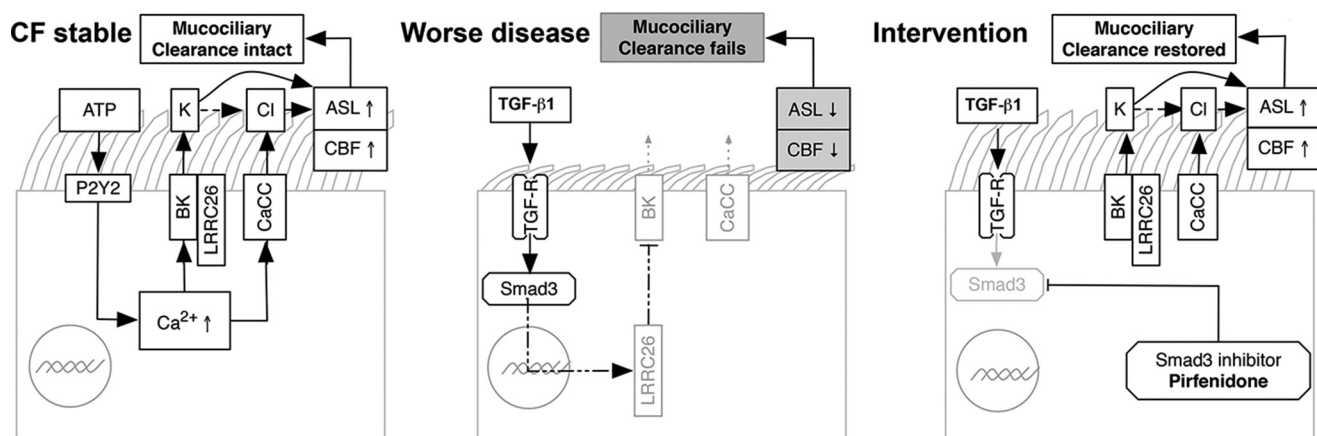 CF stable
Mucociliary
Clearance intact
ATP
K
Cl
ASL ↑
CBF ↑
P2Y2
BK
LRRC26
CaCC
Ca²⁺ ↑
Worse disease
Mucociliary
Clearance fails
TGF-β1
ASL ↓
CBF ↓
TGF-R
BK
CaCC
Smad3
LRRC26
Intervention
Mucociliary
Clearance restored
TGF-β1
K
Cl
ASL ↑
CBF ↑
TGF-R
BK
LRRC26
CaCC
Smad3
Smad3 inhibitor
Pirfenidone